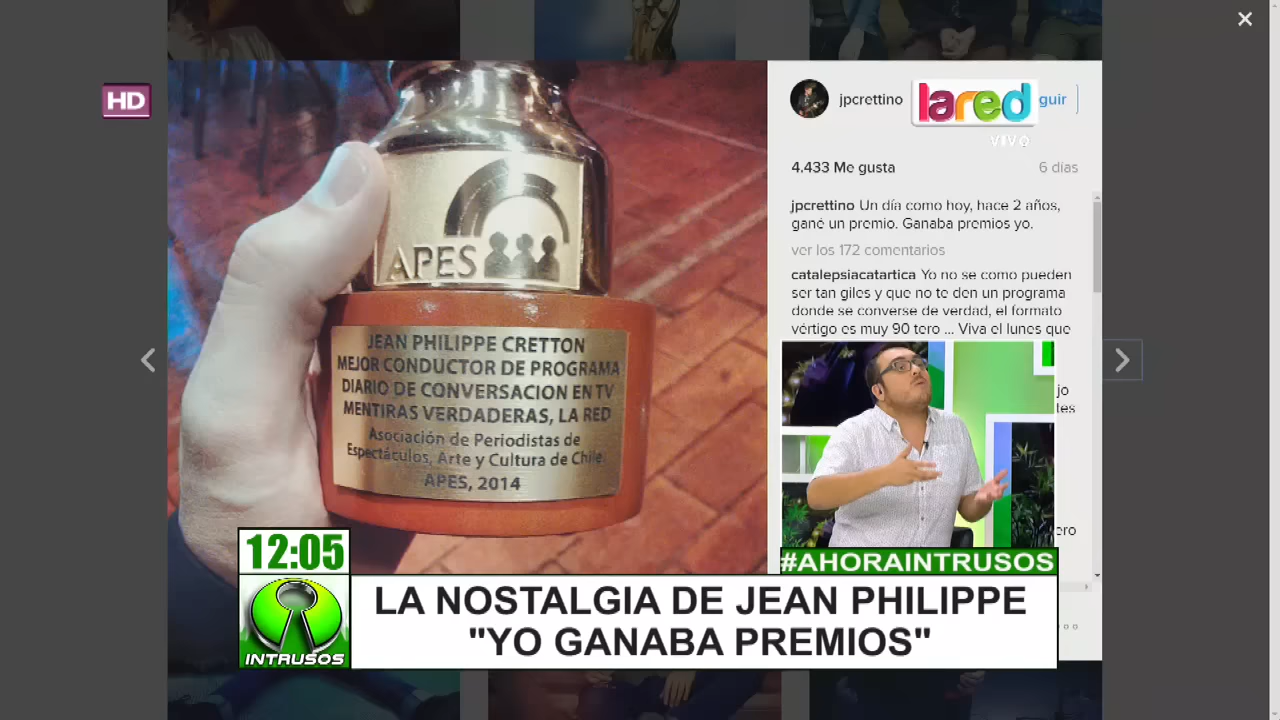 HD
jpcrettino
lared
guir
VIVO
4.433 Me gusta
6 días
jpcrettino Un día como hoy, hace 2 años,
gané un premio. Ganaba premios yo.
ver los 172 comentarios
catalepsiacatartica Yo no se como pueden
ser tan giles y que no te den un programa
donde se converse de verdad, el formato
vértigo es muy 90 tero ... Viva el lunes que
jo
tes
ero
APES
JEAN PHILIPPE CRETTON
MEJOR CONDUCTOR DE PROGRAMA
DIARIO DE CONVERSACION EN TV
MENTIRAS VERDADERAS, LA RED
Asociación de Periodistas de
Espectáculos, Arte y Cultura de Chile.
APES, 2014
#AHORAINTRUSOS
12:05
INTRUSOS
LA NOSTALGIA DE JEAN PHILIPPE
"YO GANABA PREMIOS"